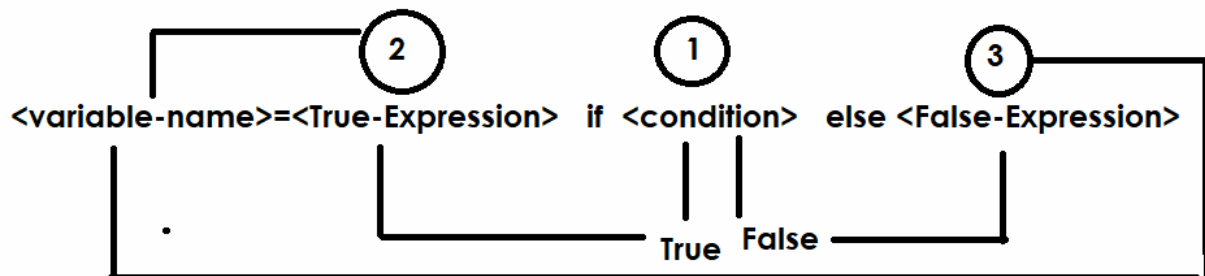 2 1 3
<variable-name>=<True-Expression> if <condition> else <False-Expression>
True False